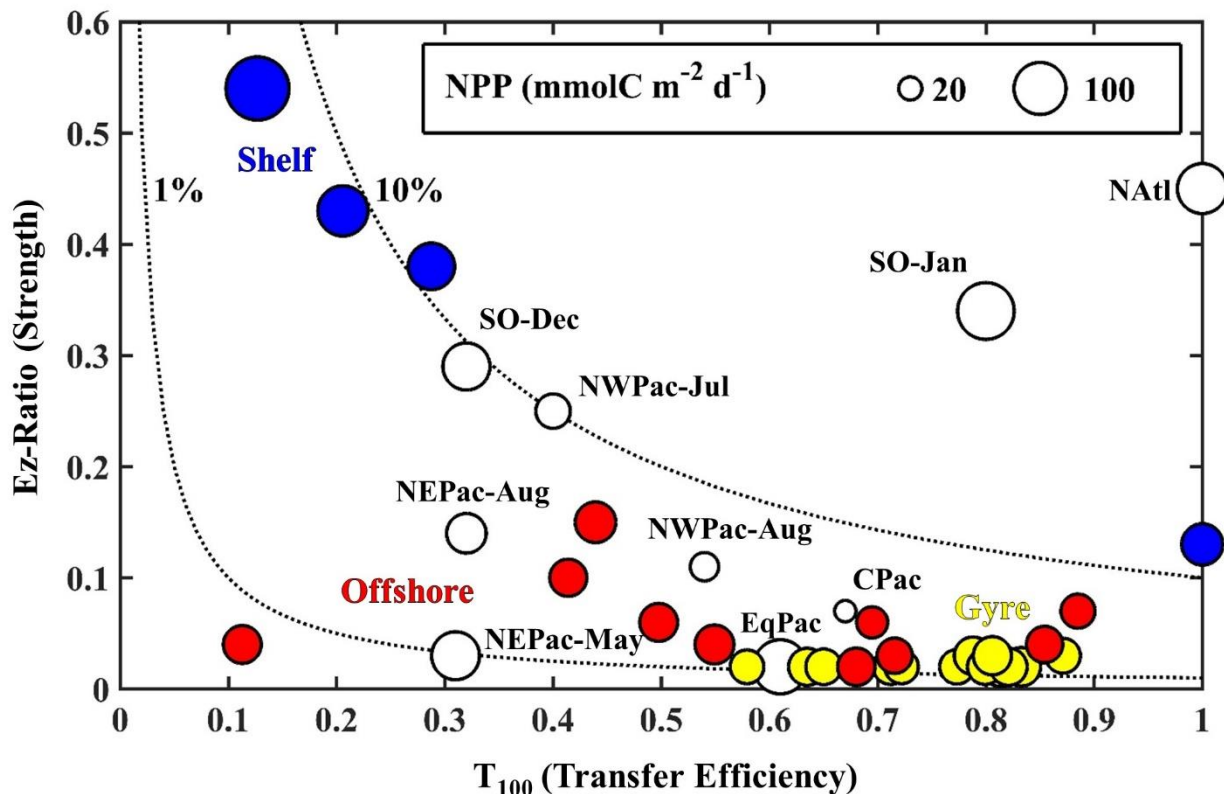 0.6
NPP (mmolC m⁻² d⁻¹) 20 100
0.5
Shelf
1% 10% NAtl
0.4
SO-Jan
SO-Dec
0.3
NWPac-Jul
0.2
NEPac-Aug
NWPac-Aug
0.1
Offshore CPac Gyre
EqPac
NEPac-May
0
0 0.1 0.2 0.3 0.4 0.5 0.6 0.7 0.8 0.9 1
Ez-Ratio (Strength)
T₁₀₀ (Transfer Efficiency)